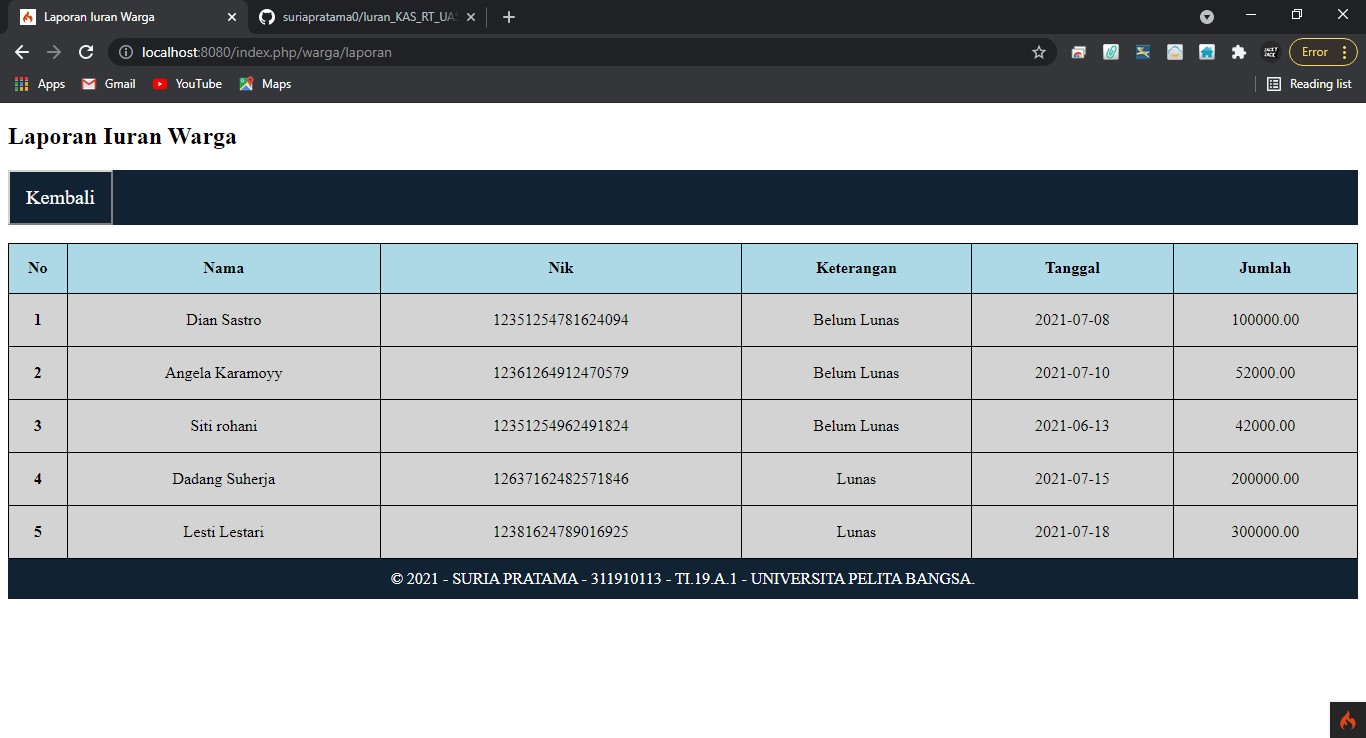 Laporan Iuran Warga
suriapratama0/Iuran_KAS_RT_UAS
localhost:8080/index.php/warga/laporan
Error
Apps Gmail YouTube Maps Reading list
Laporan Iuran Warga
Kembali
No Nama Nik Keterangan Tanggal Jumlah
1 Dian Sastro 12351254781624094 Belum Lunas 2021-07-08 100000.00
2 Angela Karamoyy 12361264912470579 Belum Lunas 2021-07-10 52000.00
3 Siti rohani 12351254962491824 Belum Lunas 2021-06-13 42000.00
4 Dadang Suherja 12637162482571846 Lunas 2021-07-15 200000.00
5 Lesti Lestari 12381624789016925 Lunas 2021-07-18 300000.00
© 2021 - SURIA PRATAMA - 311910113 - TI.19.A.1 - UNIVERSITA PELITA BANGSA.